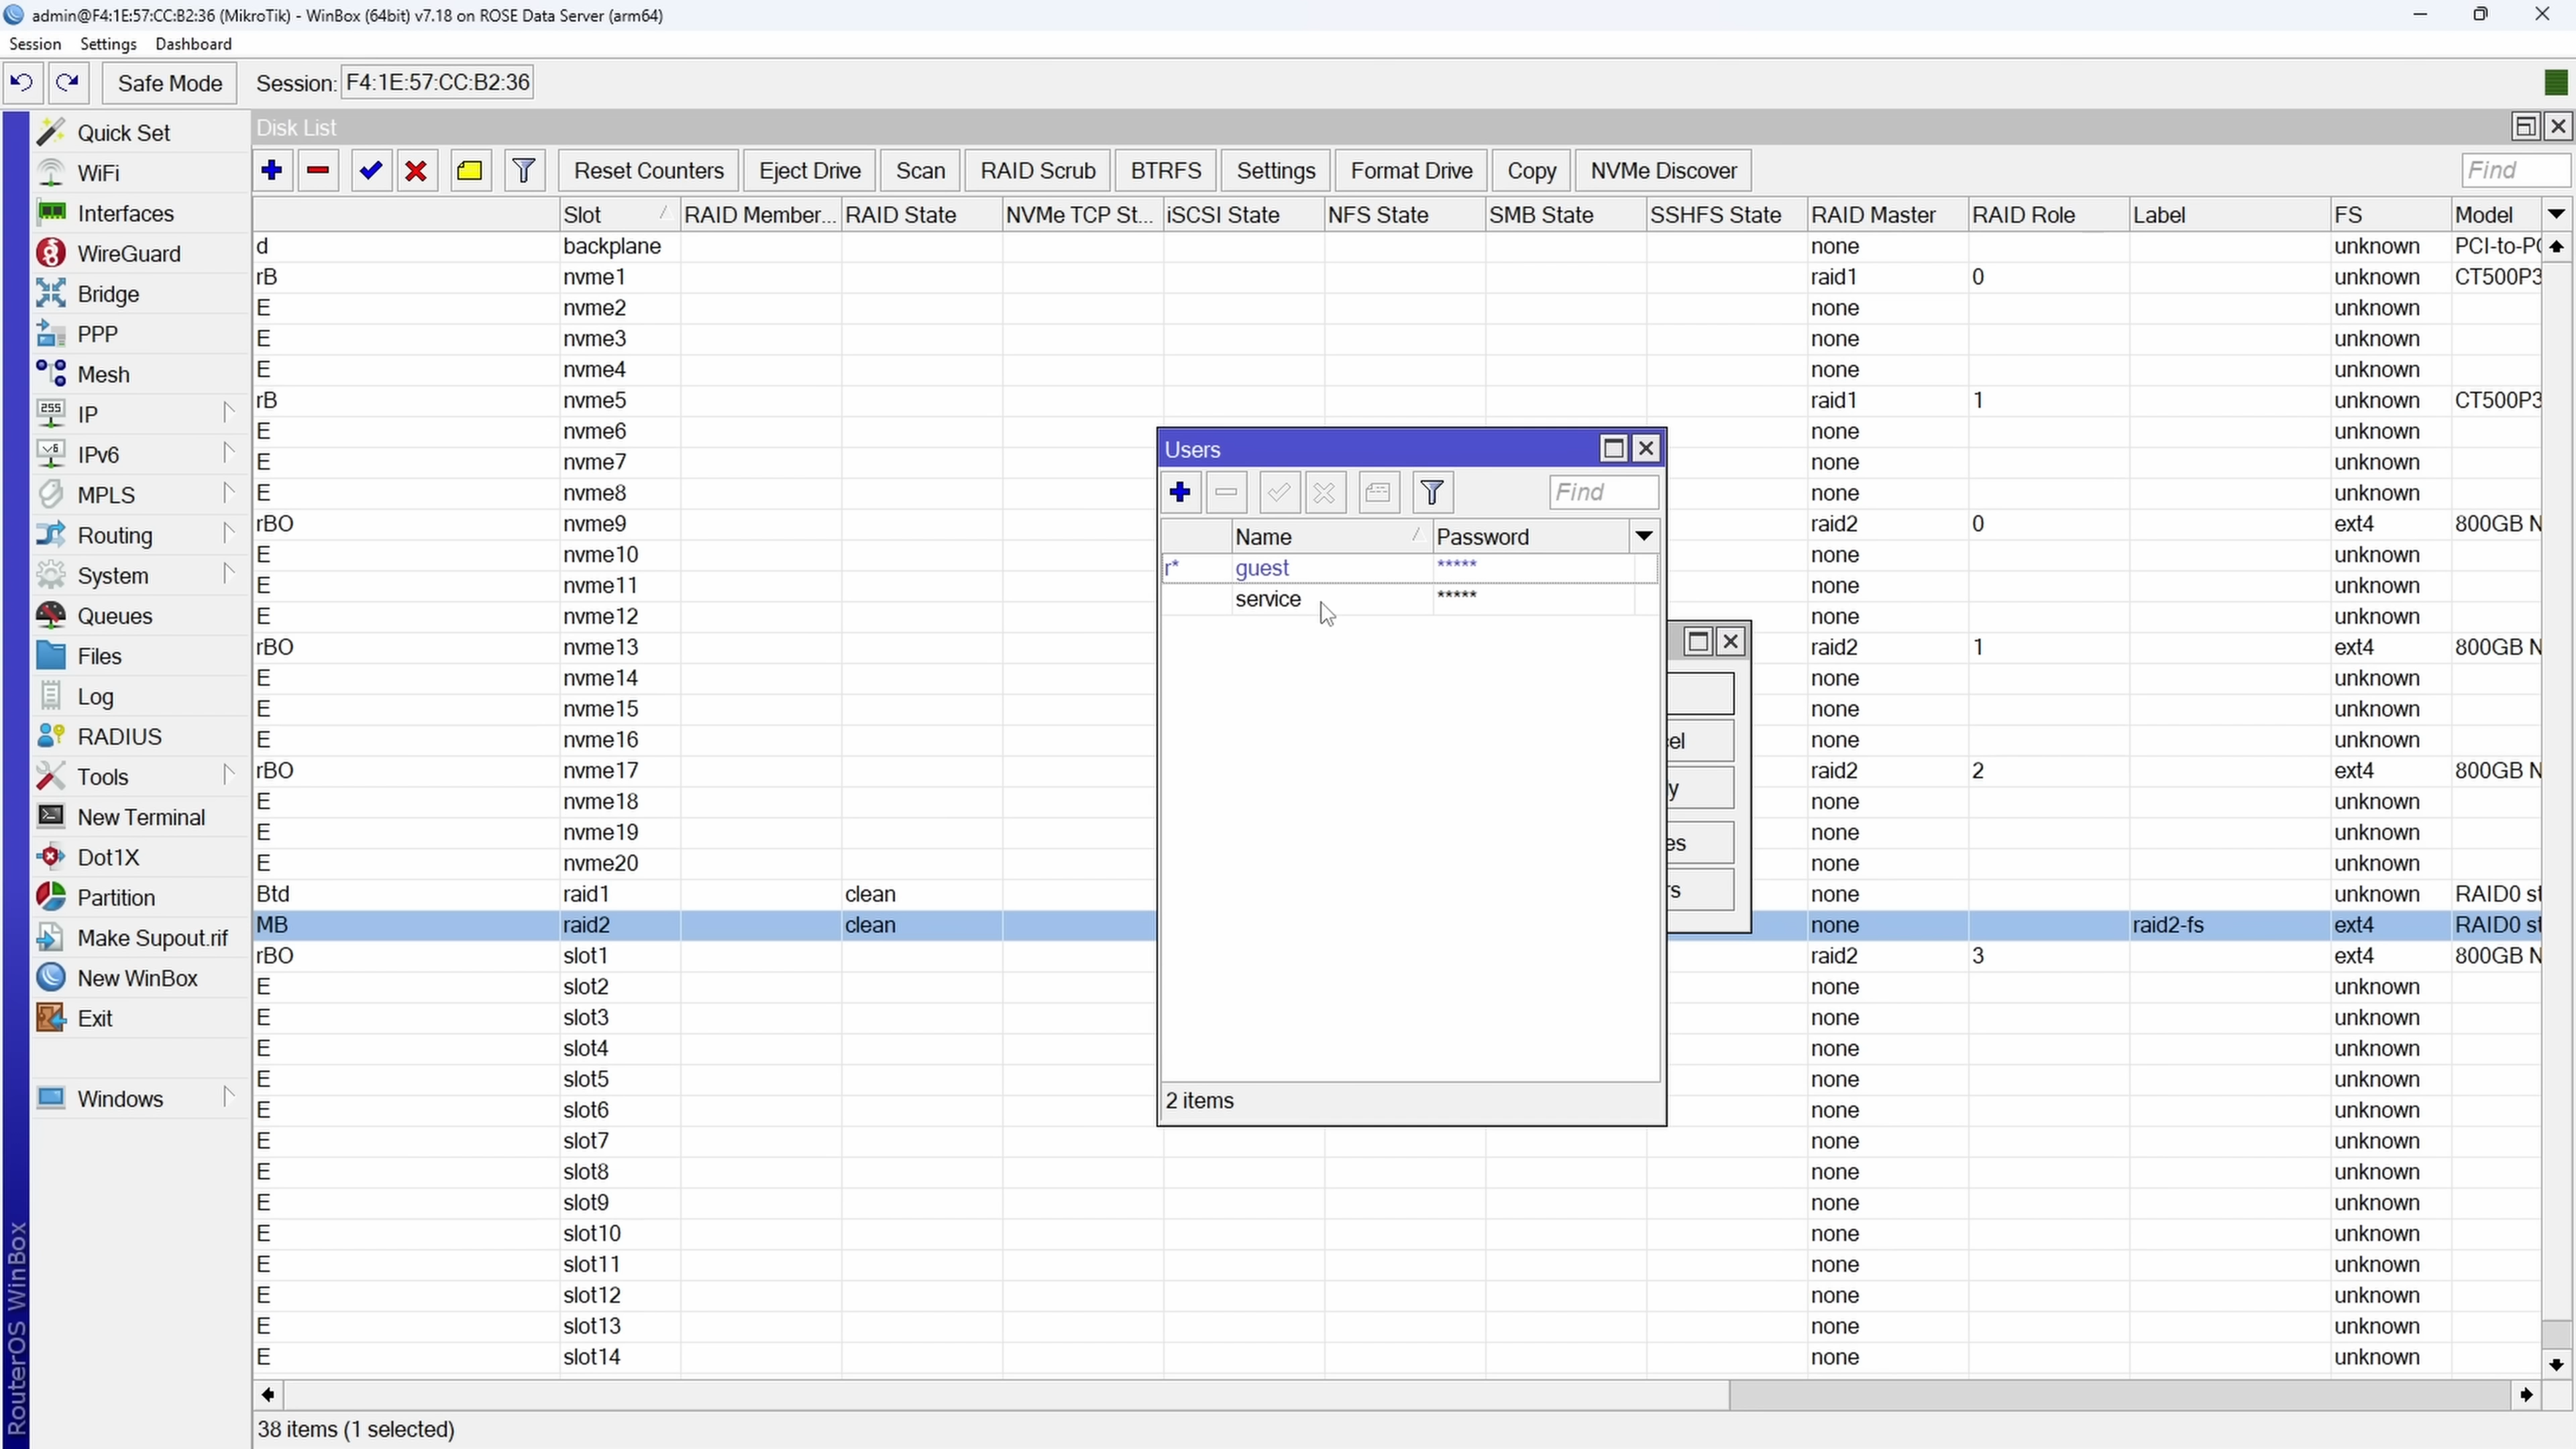 admin@F4:1E:57:CC:B2:36 (MikroTik) - WinBox (64bit) v7.18 on ROSE Data Server (arm64)
Session Settings Dashboard
Safe Mode Session: F4:1E:57:CC:B2:36
Quick Set
WiFi
Interfaces
WireGuard
Bridge
PPP
Mesh
IP
IPv6
MPLS
Routing
System
Queues
Files
Log
RADIUS
Tools
New Terminal
Dot1X
Partition
Make Supout.rif
New WinBox
Exit
Windows
RouterOS WinBox
Disk List
Reset Counters Eject Drive Scan RAID Scrub BTRFS Settings Format Drive Copy NVMe Discover Find
Slot RAID Member... RAID State NVMe TCP St... iSCSI State NFS State SMB State SSHFS State RAID Master RAID Role Label FS Model
d backplane none unknown PCI-to-PC
rB nvme1 raid1 0 unknown CT500P3
E nvme2 none unknown
E nvme3 none unknown
E nvme4 none unknown
rB nvme5 raid1 1 unknown CT500P3
E nvme6 none unknown
E nvme7 none unknown
E nvme8 none unknown
rBO nvme9 raid2 0 ext4 800GB N
E nvme10 none unknown
E nvme11 none unknown
E nvme12 none unknown
rBO nvme13 raid2 1 ext4 800GB N
E nvme14 none unknown
E nvme15 none unknown
E nvme16 none unknown
rBO nvme17 raid2 2 ext4 800GB N
E nvme18 none unknown
E nvme19 none unknown
E nvme20 none unknown
Btd raid1 clean none unknown RAID0 st
MB raid2 clean none raid2-fs ext4 RAID0 st
rBO slot1 raid2 3 ext4 800GB N
E slot2 none unknown
E slot3 none unknown
E slot4 none unknown
E slot5 none unknown
E slot6 none unknown
E slot7 none unknown
E slot8 none unknown
E slot9 none unknown
E slot10 none unknown
E slot11 none unknown
E slot12 none unknown
E slot13 none unknown
E slot14 none unknown
38 items (1 selected)
Users
Find
Name Password
r* guest *****
service *****
2 items
el
y
es
rs